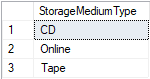 StorageMediumType
1 CD
2 Online
3 Tape